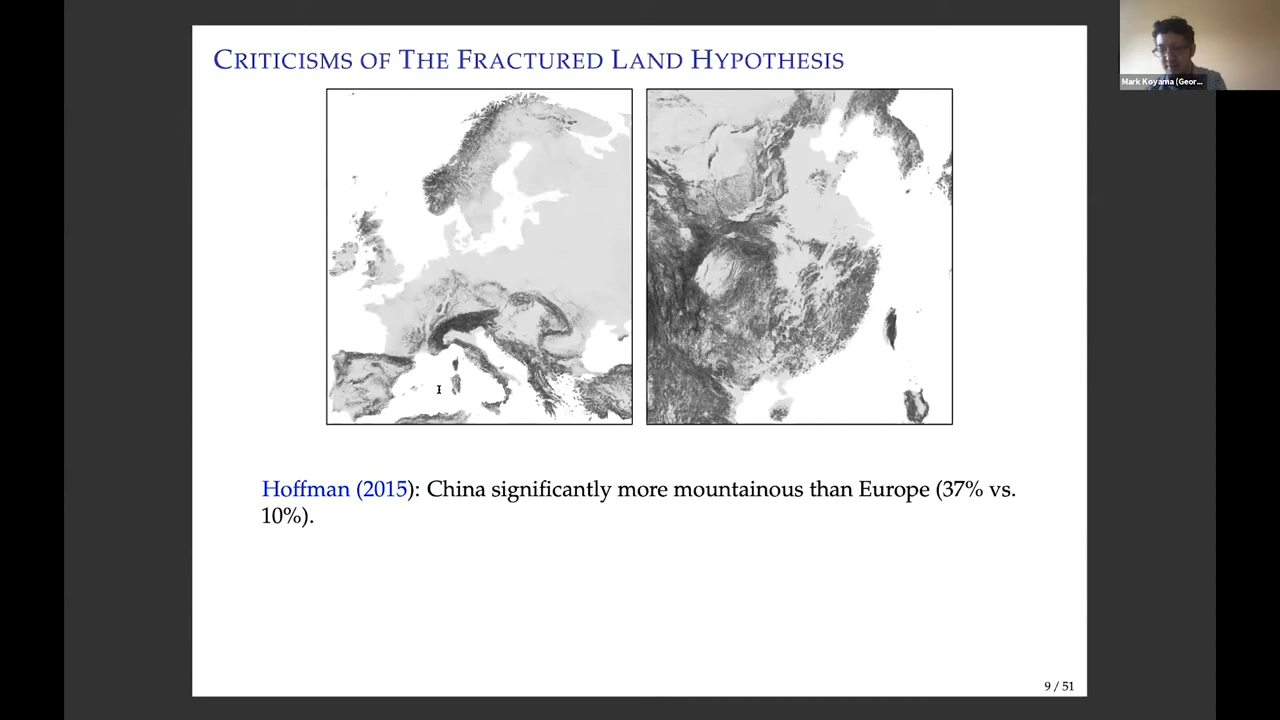 CRITICISMS OF THE FRACTURED LAND HYPOTHESIS
Mark Koyama (Geor...
Hoffman (2015): China significantly more mountainous than Europe (37% vs.
10%).
9 / 51